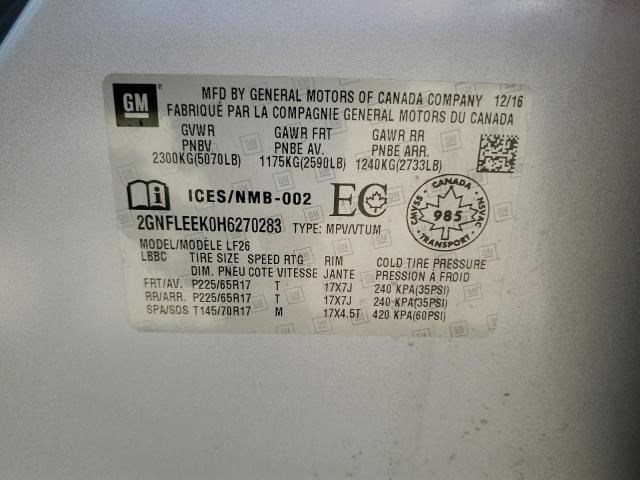 GM
MFD BY GENERAL MOTORS OF CANADA COMPANY 12/16
FABRIQUÉ PAR LA COMPAGNIE GENERAL MOTORS DU CANADA
GVWR GAWR FRT GAWR RR
PNBV PNBE AV. PNBE ARR.
2300KG(5070LB) 1175KG(2590LB) 1240KG(2733LB)
ICES/NMB-002 EC
CANADA CMVSS 985 NSVAC TRANSPORT
2GNFLEEK0H6270283 TYPE: MPV/VTUM
MODEL/MODÈLE LF26
LBBC TIRE SIZE SPEED RTG RIM COLD TIRE PRESSURE
DIM. PNEU COTE VITESSE JANTE PRESSION À FROID
FRT/AV. P225/65R17 T 17X7J 240 KPA(35PSI)
RR/ARR. P225/65R17 T 17X7J 240 KPA(35PSI)
SPA/SOS T145/70R17 M 17X4.5T 420 KPA(60PSI)